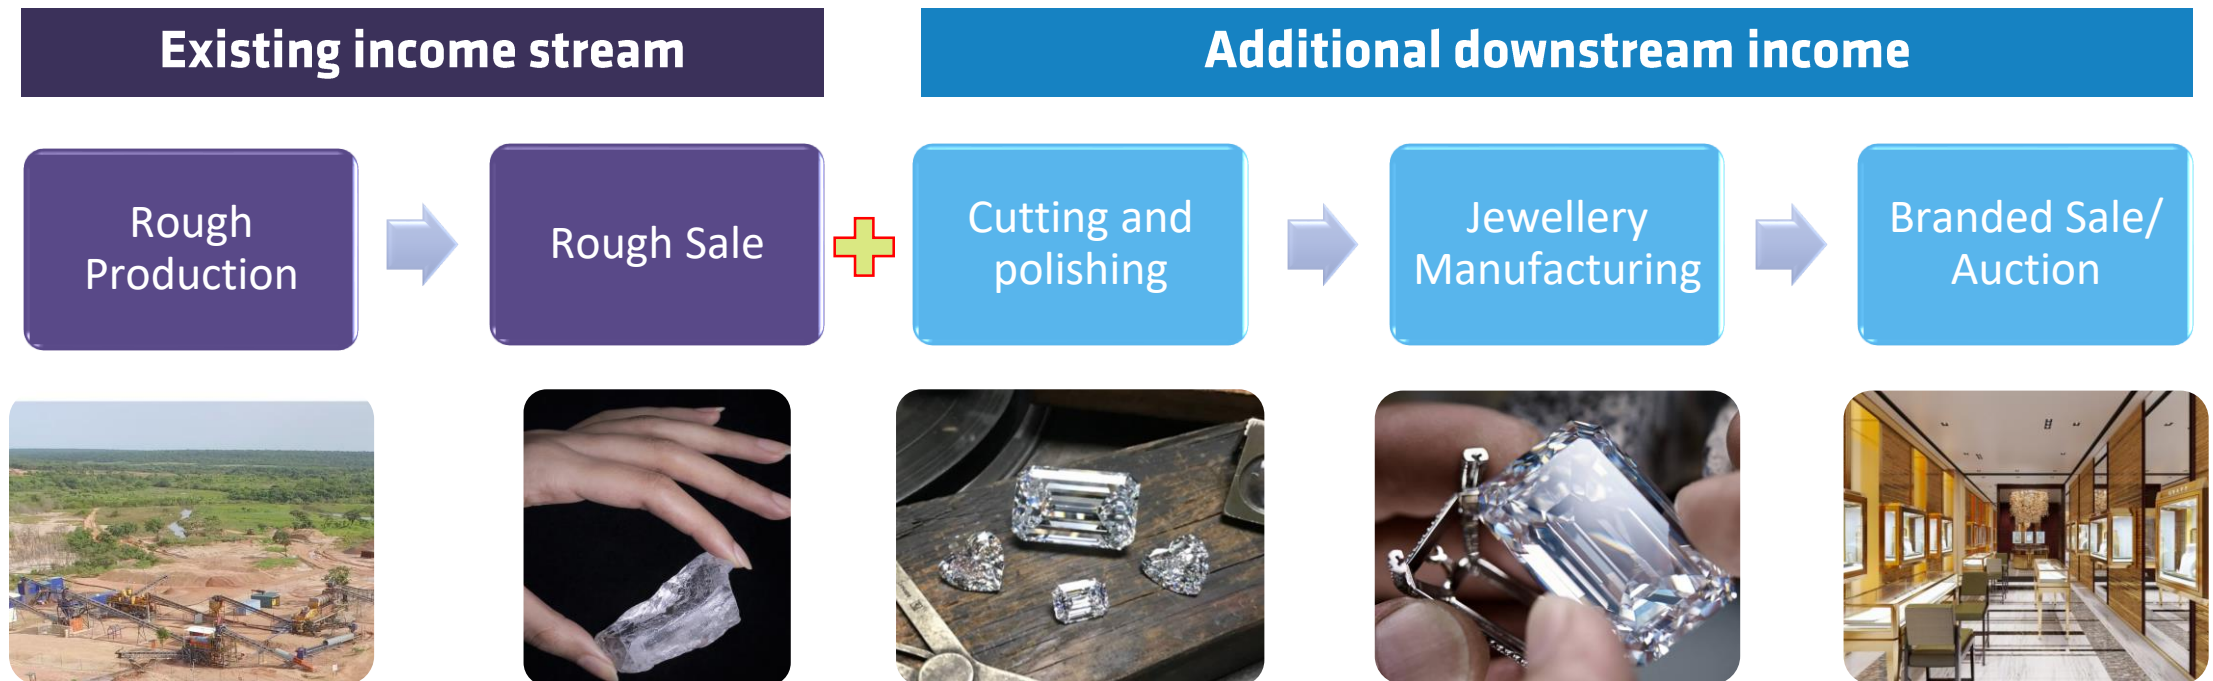 Existing income stream
Additional downstream income
Rough
Production
Rough Sale
Cutting and
polishing
Jewellery
Manufacturing
Branded Sale/
Auction